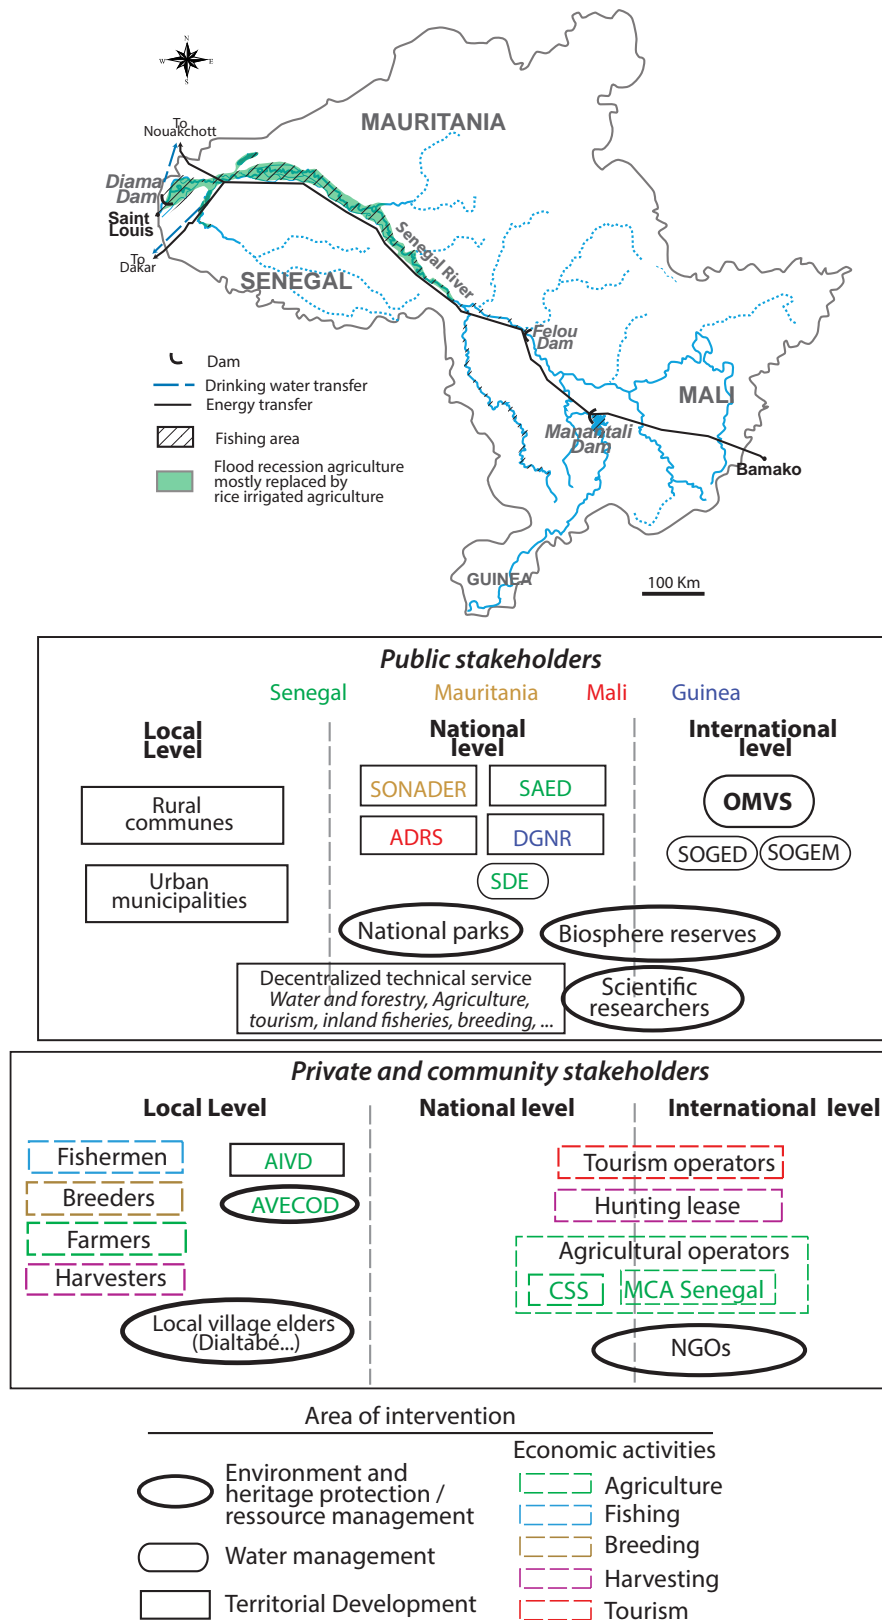 N
W
E
S
MAURITANIA
To
Nouakchott
Diama
Dam
Saint
Louis
To
Dakar
SENEGAL
Senegal River
Felou
Dam
MALI
Manantali
Dam
Bamako
GUINEA
100 Km
Dam
Drinking water transfer
Energy transfer
Fishing area
Flood recession agriculture
mostly replaced by
rice irrigated agriculture
Public stakeholders
Senegal Mauritania Mali Guinea
Local
Level
National
level
International
level
Rural
communes
Urban
municipalities
SONADER
SAED
ADRS
DGNR
SDE
OMVS
SOGED
SOGEM
National parks
Biosphere reserves
Decentralized technical service
Water and forestry, Agriculture,
tourism, inland fisheries, breeding, ...
Scientific
researchers
Private and community stakeholders
Local Level
National level
International level
Fishermen
Breeders
Farmers
Harvesters
AIVD
AVECOD
Local village elders
(Dialtabé...)
Tourism operators
Hunting lease
Agricultural operators
CSS
MCA Senegal
NGOs
Area of intervention
Environment and
heritage protection /
ressource management
Water management
Territorial Development
Economic activities
Agriculture
Fishing
Breeding
Harvesting
Tourism